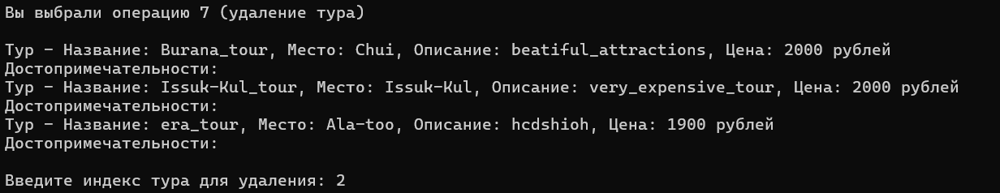 Вы выбрали операцию 7 (удаление тура)
Тур - Название: Burana_tour, Место: Chui, Описание: beatiful_attractions, Цена: 2000 рублей
Достопримечательности:
Тур - Название: Issuk-Kul_tour, Место: Issuk-Kul, Описание: very_expensive_tour, Цена: 2000 рублей
Достопримечательности:
Тур - Название: era_tour, Место: Ala-too, Описание: hcdshioh, Цена: 1900 рублей
Достопримечательности:
Введите индекс тура для удаления: 2